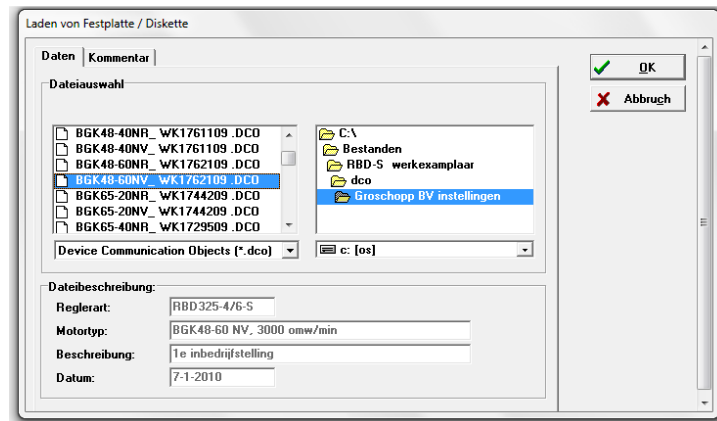 Laden von Festplatte / Diskette
Daten
Kommentar
Dateiauswahl
BGK48-40NR_ WK1761109 .DCO
BGK48-40NV_ WK1761109 .DCO
BGK48-60NR_ WK1762109 .DCO
BGK48-60NV_ WK1762109 .DCO
BGK65-20NR_ WK1744209 .DCO
BGK65-20NV_ WK1744209 .DCO
BGK65-40NR_ WK1729509 .DCO
Device Communication Objects (*.dco)
C:\
Bestanden
RBD-S werkexamplaar
dco
Groschopp BV instellingen
c: [os]
OK
Abbruch
Dateibeschreibung:
Reglerart: RBD325-4/6-S
Motortyp: BGK48-60 NV, 3000 omw/min
Beschreibung: 1e inbedrijfstelling
Datum: 7-1-2010